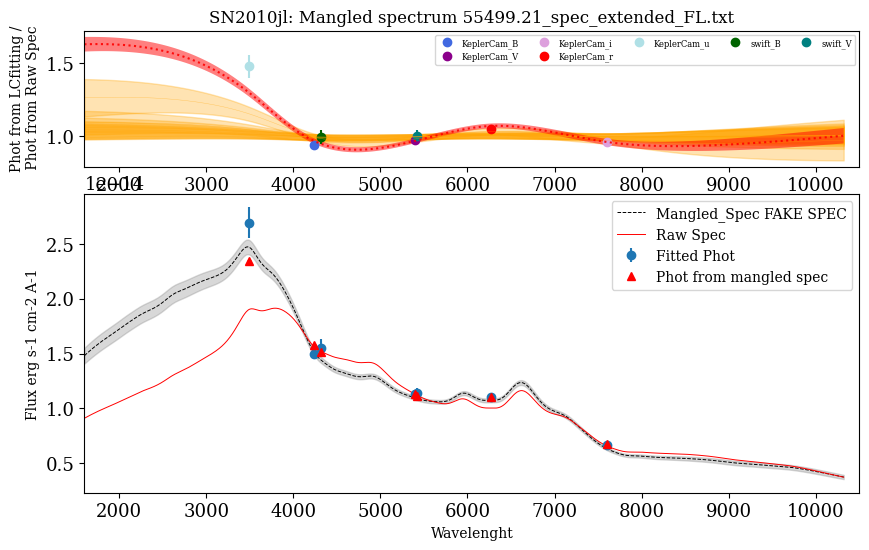 SN2010jl: Mangled spectrum 55499.21_spec_extended_FL.txt
Phot from LCfitting /
Phot from Raw Spec
1.5
1.0
KeplerCam_B
KeplerCam_V
KeplerCam_i
KeplerCam_r
KeplerCam_u
swift_B
swift_V
2000 3000 4000 5000 6000 7000 8000 9000 10000
1e−14
Flux erg s-1 cm-2 A-1
2.5
2.0
1.5
1.0
0.5
Mangled_Spec FAKE SPEC
Raw Spec
Fitted Phot
Phot from mangled spec
2000 3000 4000 5000 6000 7000 8000 9000 10000
Wavelenght